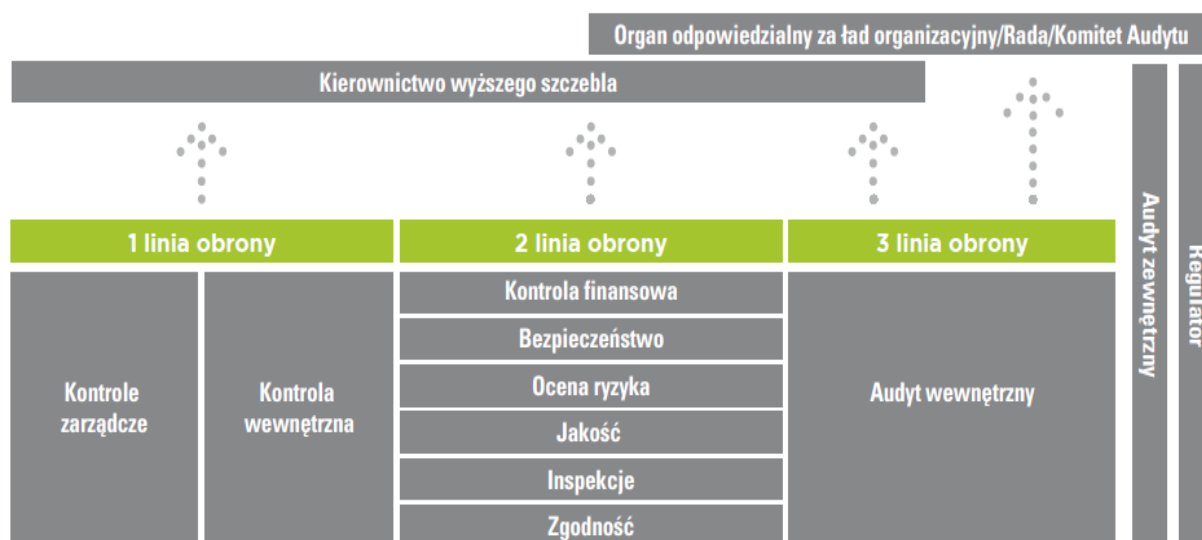 Organ odpowiedzialny za ład organizacyjny/Rada/Komitet Audytu
Kierownictwo wyższego szczebla
1 linia obrony
2 linia obrony
3 linia obrony
Kontrole
zarządcze
Kontrola
wewnętrzna
Kontrola finansowa
Bezpieczeństwo
Ocena ryzyka
Jakość
Inspekcje
Zgodność
Audyt wewnętrzny
Audyt zewnętrzny
Regulator